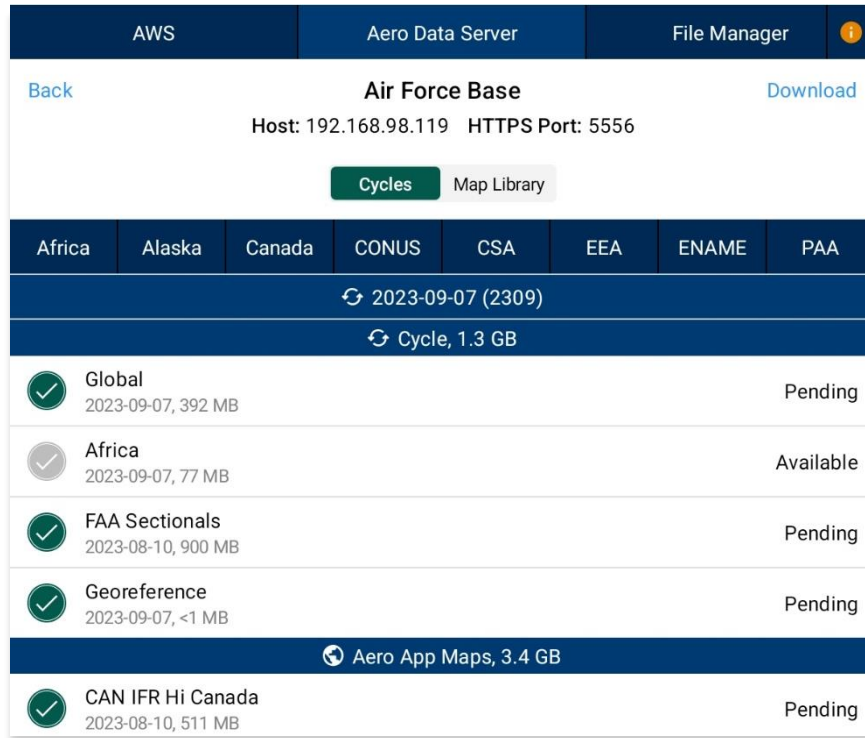 AWS Aero Data Server File Manager
Back Air Force Base Download
Host: 192.168.98.119 HTTPS Port: 5556
Cycles Map Library
Africa Alaska Canada CONUS CSA EEA ENAME PAA
2023-09-07 (2309)
Cycle, 1.3 GB
Global
2023-09-07, 392 MB
Pending
Africa
2023-09-07, 77 MB
Available
FAA Sectionals
2023-08-10, 900 MB
Pending
Georeference
2023-09-07, <1 MB
Pending
Aero App Maps, 3.4 GB
CAN IFR Hi Canada
2023-08-10, 511 MB
Pending